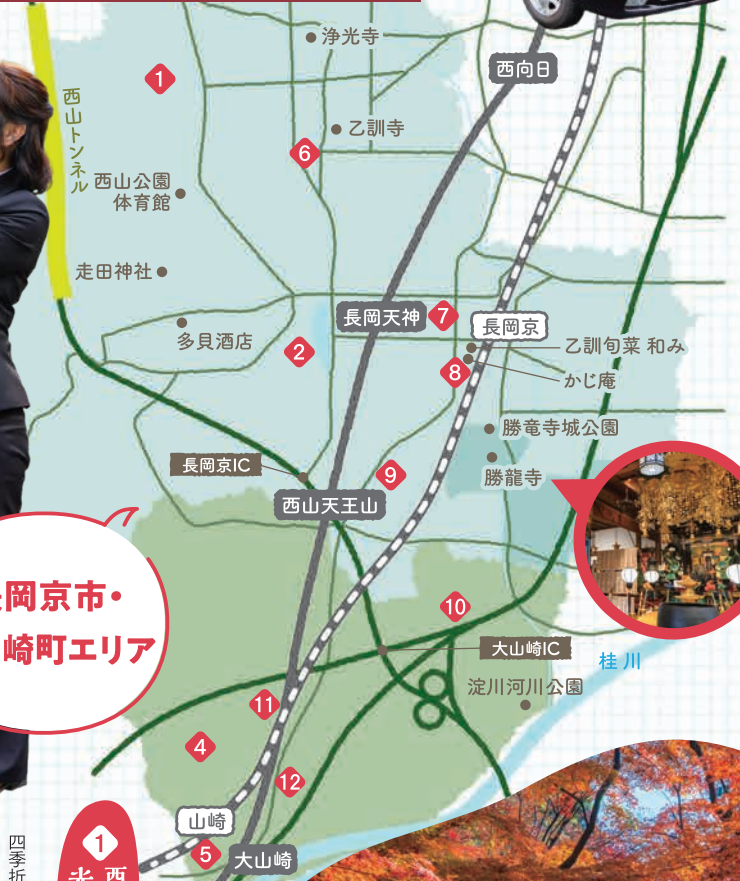 浄光寺
西向日
1
西山トンネル
乙訓寺
6
西山公園
体育館
走田神社
長岡天神
7
長岡京
多貝酒店
2
乙訓旬菜 和み
8
かじ庵
勝竜寺城公園
長岡京IC
9
勝龍寺
西山天王山
岡京市・
崎町エリア
10
大山崎IC
桂川
淀川河川公園
11
4
12
山崎
5
大山崎
1
四季折